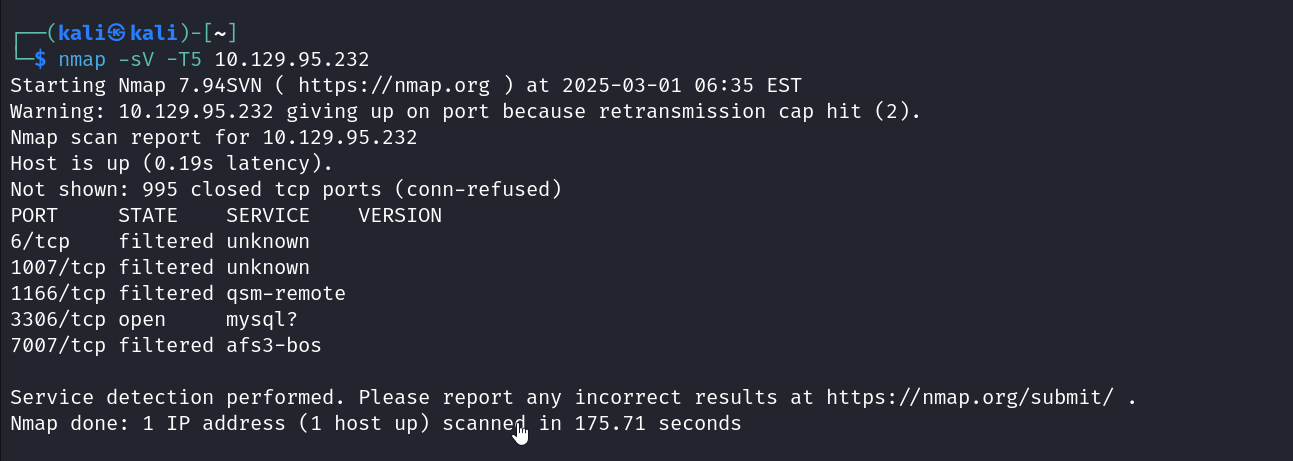 ┌──(kali㉿kali)-[~]
└─$ nmap -sV -T5 10.129.95.232
Starting Nmap 7.94SVN ( https://nmap.org ) at 2025-03-01 06:35 EST
Warning: 10.129.95.232 giving up on port because retransmission cap hit (2).
Nmap scan report for 10.129.95.232
Host is up (0.19s latency).
Not shown: 995 closed tcp ports (conn-refused)
PORT     STATE    SERVICE    VERSION
6/tcp    filtered unknown
1007/tcp filtered unknown
1166/tcp filtered qsm-remote
3306/tcp open     mysql?
7007/tcp filtered afs3-bos
Service detection performed. Please report any incorrect results at https://nmap.org/submit/ .
Nmap done: 1 IP address (1 host up) scanned in 175.71 seconds